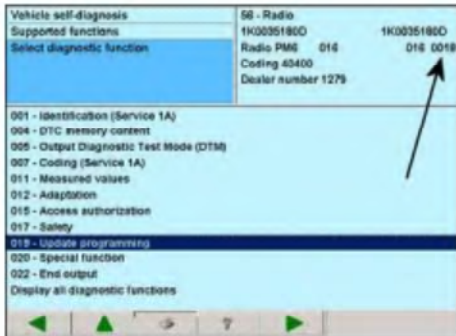 Vehicle self-diagnosis
Supported functions
Select diagnostic function
56 - Radio
1K0035180D 1K0035180D
Radio PM6 016 016 0018
Coding 40400
Dealer number 1279
001 - Identification (Service 1A)
004 - DTC memory content
005 - Output Diagnostic Test Mode (DTM)
007 - Coding (Service 1A)
011 - Measured values
012 - Adaptation
015 - Access authorization
017 - Safety
019 - Update programming
020 - Special function
022 - End output
Display all diagnostic functions
?